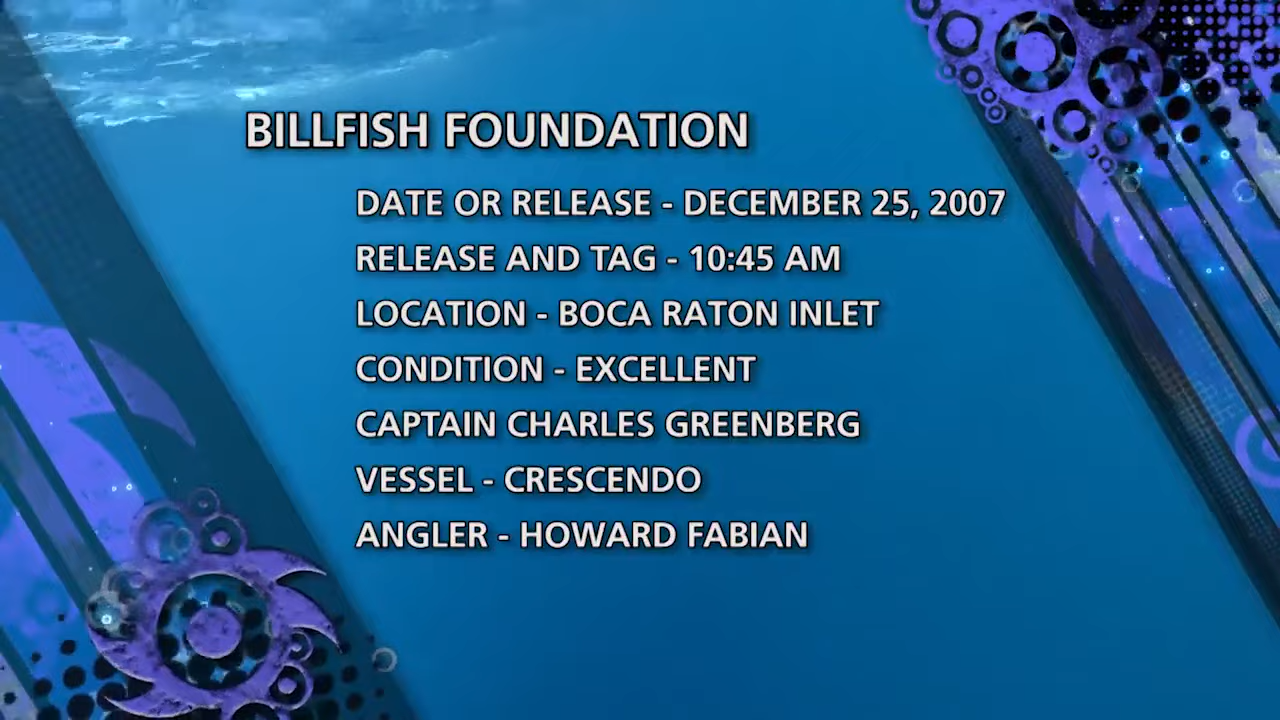 BILLFISH FOUNDATION
DATE OR RELEASE - DECEMBER 25, 2007
RELEASE AND TAG - 10:45 AM
LOCATION - BOCA RATON INLET
CONDITION - EXCELLENT
CAPTAIN CHARLES GREENBERG
VESSEL - CRESCENDO
ANGLER - HOWARD FABIAN